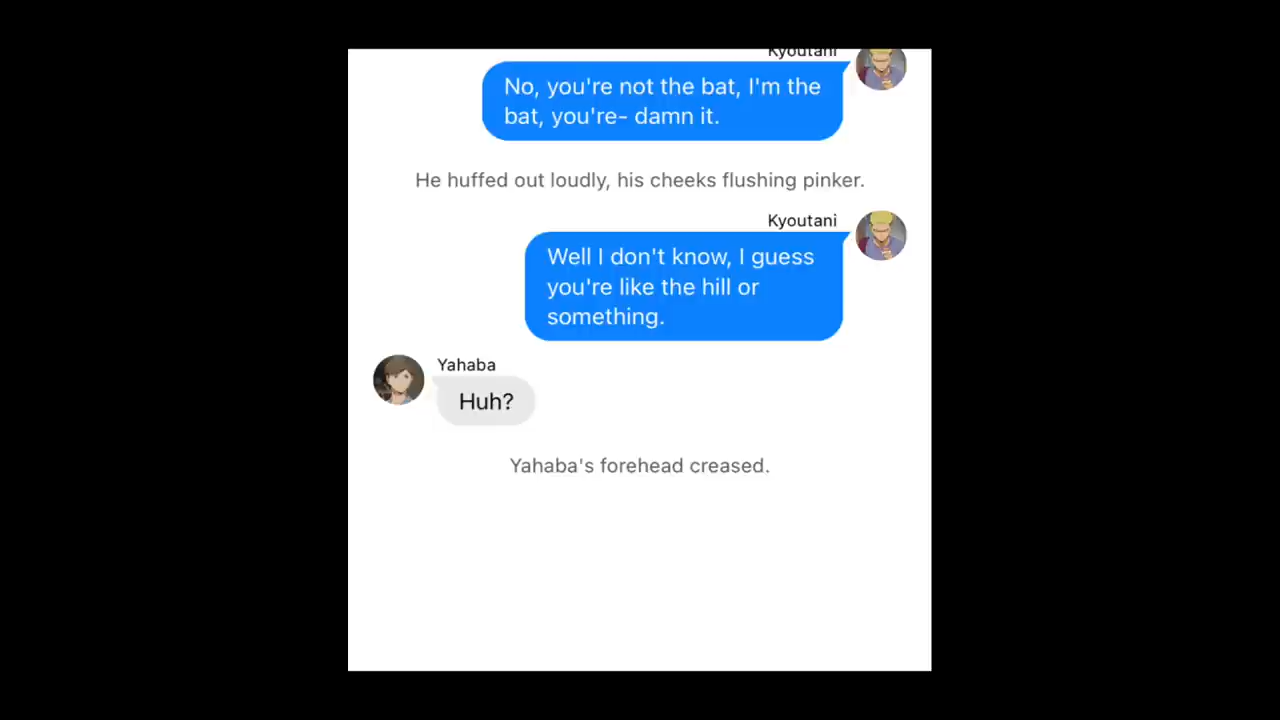 Kyoutani
No, you're not the bat, I'm the
bat, you're- damn it.
He huffed out loudly, his cheeks flushing pinker.
Kyoutani
Well I don't know, I guess
you're like the hill or
something.
Yahaba
Huh?
Yahaba's forehead creased.